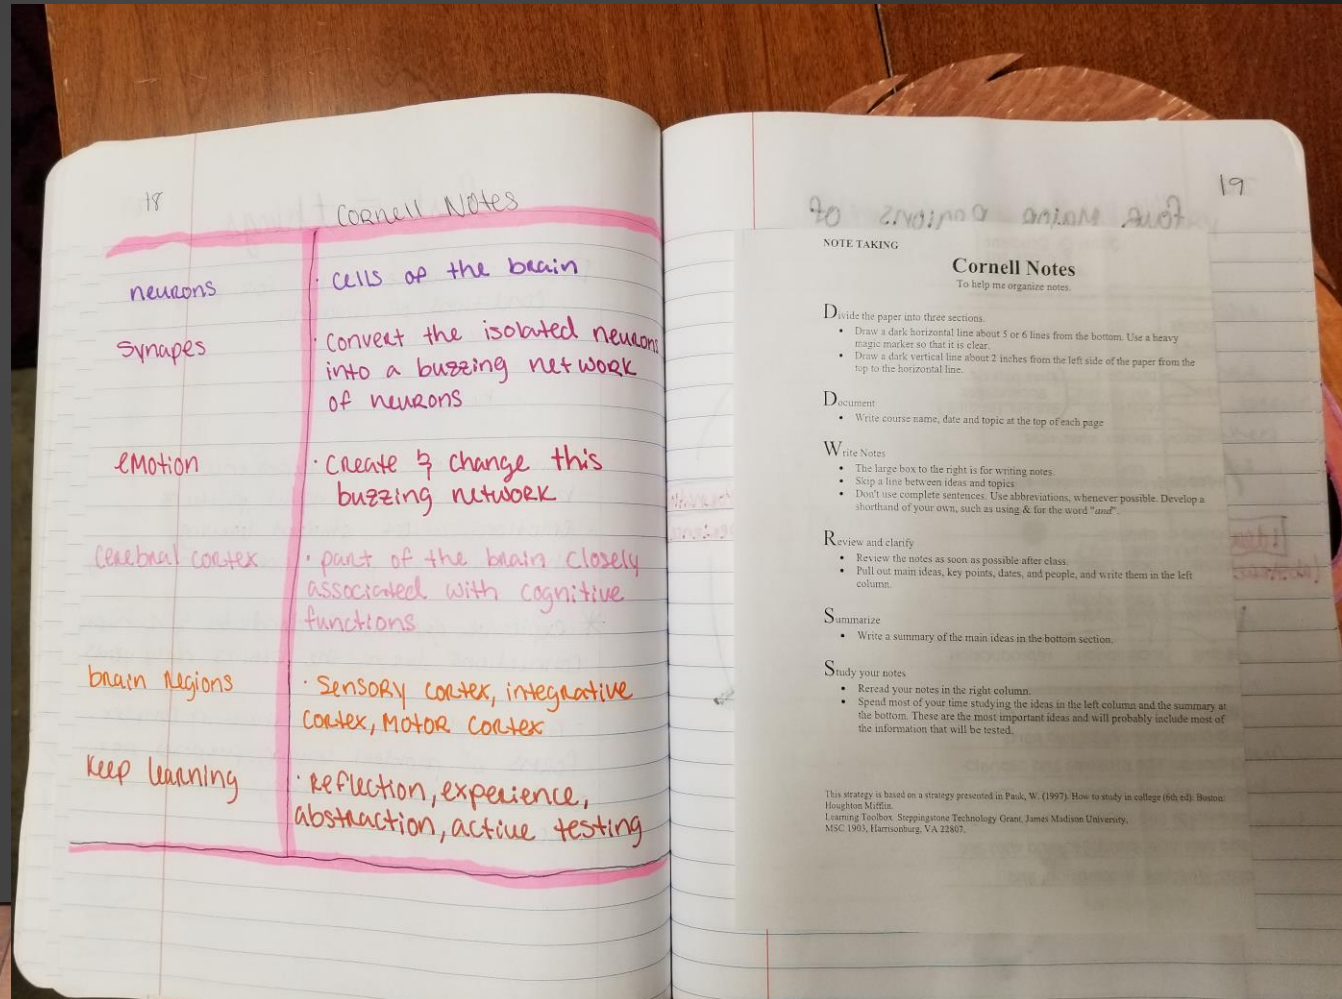 18
Cornell Notes
neurons
· cells of the brain
synapes
· Convert the isolated neurons
into a buzzing network
of neurons
emotion
· create & change this
buzzing network
cerebral cortex
· part of the brain closely
associated with cognitive
functions
brain regions
· Sensory cortex, integrative
cortex, motor cortex
keep learning
· Reflection, experience,
abstraction, active testing
19
NOTE TAKING
Cornell Notes
To help me organize notes.
Divide the paper into three sections.
• Draw a dark horizontal line about 5 or 6 lines from the bottom. Use a heavy
magic marker so that it is clear.
• Draw a dark vertical line about 2 inches from the left side of the paper from the
top to the horizontal line.
Document
• Write course name, date and topic at the top of each page
Write Notes
• The large box to the right is for writing notes.
• Skip a line between ideas and topics
• Don't use complete sentences. Use abbreviations, whenever possible. Develop a
shorthand of your own, such as using & for the word "and".
Review and clarify
• Review the notes as soon as possible after class.
• Pull out main ideas, key points, dates, and people, and write them in the left
column.
Summarize
• Write a summary of the main ideas in the bottom section.
Study your notes
• Reread your notes in the right column.
• Spend most of your time studying the ideas in the left column and the summary at
the bottom. These are the most important ideas and will probably include most of
the information that will be tested.
This strategy is based on a strategy presented in Pauk, W. (1997). How to study in college (6th ed). Boston:
Houghton Mifflin.
Learning Toolbox. Steppingstone Technology Grant, James Madison University,
MSC 1903, Harrisonburg, VA 22807.